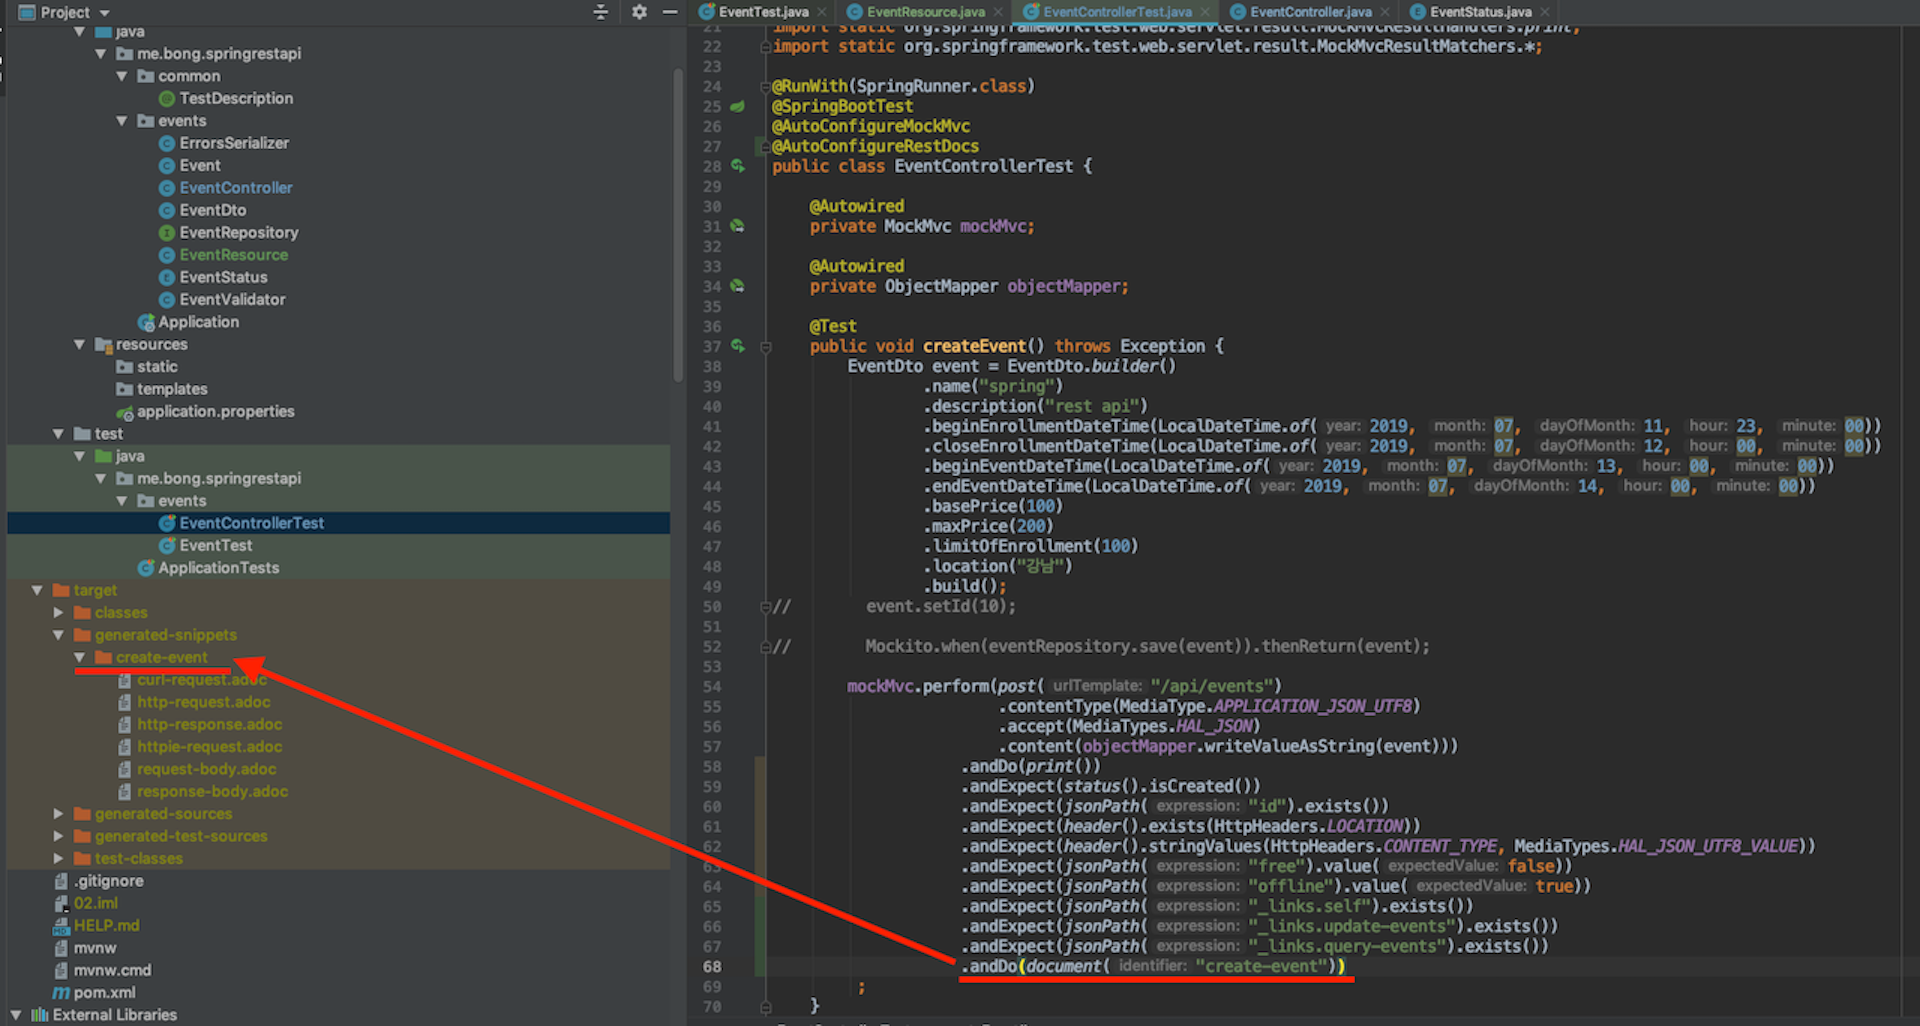 Project
java
me.bong.springrestapi
common
TestDescription
events
ErrorsSerializer
Event
EventController
EventDto
EventRepository
EventResource
EventStatus
EventValidator
Application
resources
static
templates
application.properties
test
java
me.bong.springrestapi
events
EventControllerTest
EventTest
ApplicationTests
target
classes
generated-snippets
create-event
curl-request.adoc
http-request.adoc
http-response.adoc
httpie-request.adoc
request-body.adoc
response-body.adoc
generated-sources
generated-test-sources
test-classes
.gitignore
02.iml
HELP.md
mvnw
mvnw.cmd
pom.xml
External Libraries
EventTest.java EventResource.java EventControllerTest.java EventController.java EventStatus.java
21 import static org.springframework.test.web.servlet.result.MockMvcResultHandlers.print;
22 import static org.springframework.test.web.servlet.result.MockMvcResultMatchers.*;
23
24 @RunWith(SpringRunner.class)
25 @SpringBootTest
26 @AutoConfigureMockMvc
27 @AutoConfigureRestDocs
28 public class EventControllerTest {
29
30 @Autowired
31 private MockMvc mockMvc;
32
33 @Autowired
34 private ObjectMapper objectMapper;
35
36 @Test
37 public void createEvent() throws Exception {
38 EventDto event = EventDto.builder()
39 .name("spring")
40 .description("rest api")
41 .beginEnrollmentDateTime(LocalDateTime.of( year: 2019, month: 07, dayOfMonth: 11, hour: 23, minute: 00))
42 .closeEnrollmentDateTime(LocalDateTime.of( year: 2019, month: 07, dayOfMonth: 12, hour: 00, minute: 00))
43 .beginEventDateTime(LocalDateTime.of( year: 2019, month: 07, dayOfMonth: 13, hour: 00, minute: 00))
44 .endEventDateTime(LocalDateTime.of( year: 2019, month: 07, dayOfMonth: 14, hour: 00, minute: 00))
45 .basePrice(100)
46 .maxPrice(200)
47 .limitOfEnrollment(100)
48 .location("강남")
49 .build();
50 // event.setId(10);
51
52 // Mockito.when(eventRepository.save(event)).thenReturn(event);
53
54 mockMvc.perform(post( urlTemplate: "/api/events")
55 .contentType(MediaType.APPLICATION_JSON_UTF8)
56 .accept(MediaTypes.HAL_JSON)
57 .content(objectMapper.writeValueAsString(event)))
58 .andDo(print())
59 .andExpect(status().isCreated())
60 .andExpect(jsonPath( expression: "id").exists())
61 .andExpect(header().exists(HttpHeaders.LOCATION))
62 .andExpect(header().stringValues(HttpHeaders.CONTENT_TYPE, MediaTypes.HAL_JSON_UTF8_VALUE))
63 .andExpect(jsonPath( expression: "free").value( expectedValue: false))
64 .andExpect(jsonPath( expression: "offline").value( expectedValue: true))
65 .andExpect(jsonPath( expression: "_links.self").exists())
66 .andExpect(jsonPath( expression: "_links.update-events").exists())
67 .andExpect(jsonPath( expression: "_links.query-events").exists())
68 .andDo(document( identifier: "create-event"))
69 ;
70 }